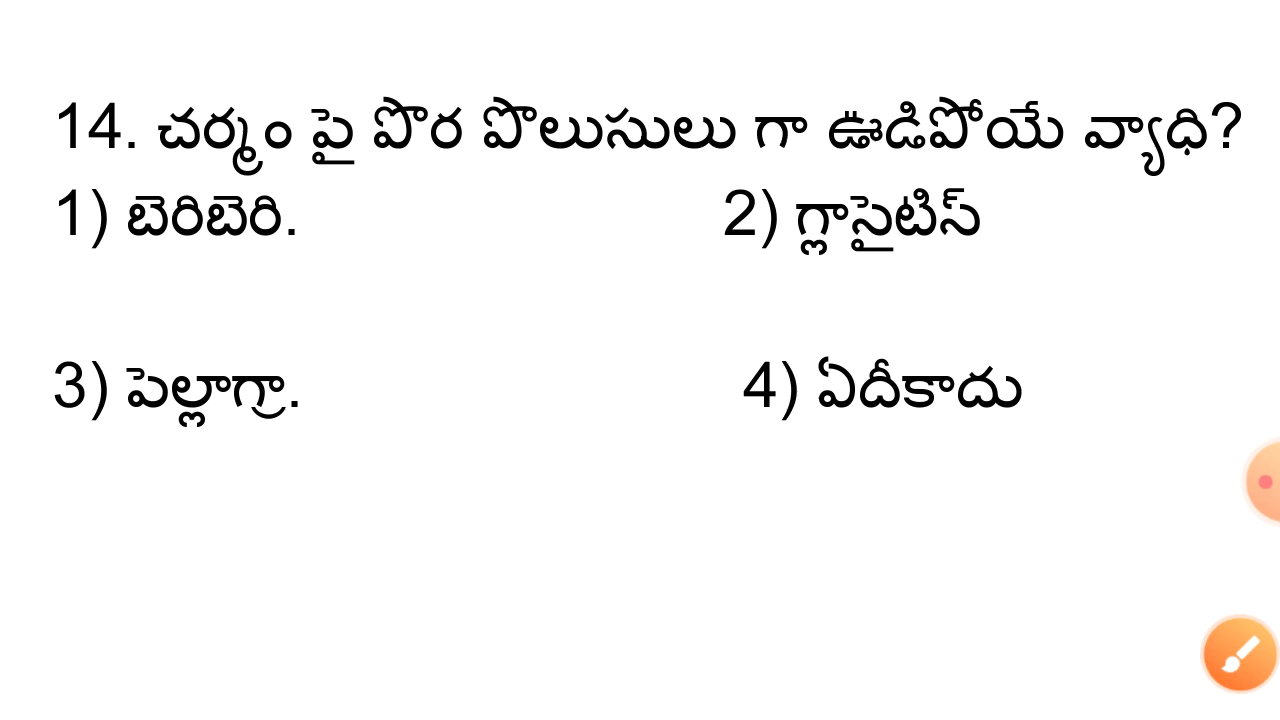 14. చర్మం పై పొర పొలుసులు గా ఊడిపోయే వ్యాధి?
1) బెరిబెరి. 2) గ్లాసైటిస్
3) పెల్లాగ్రా. 4) ఏదీకాదు